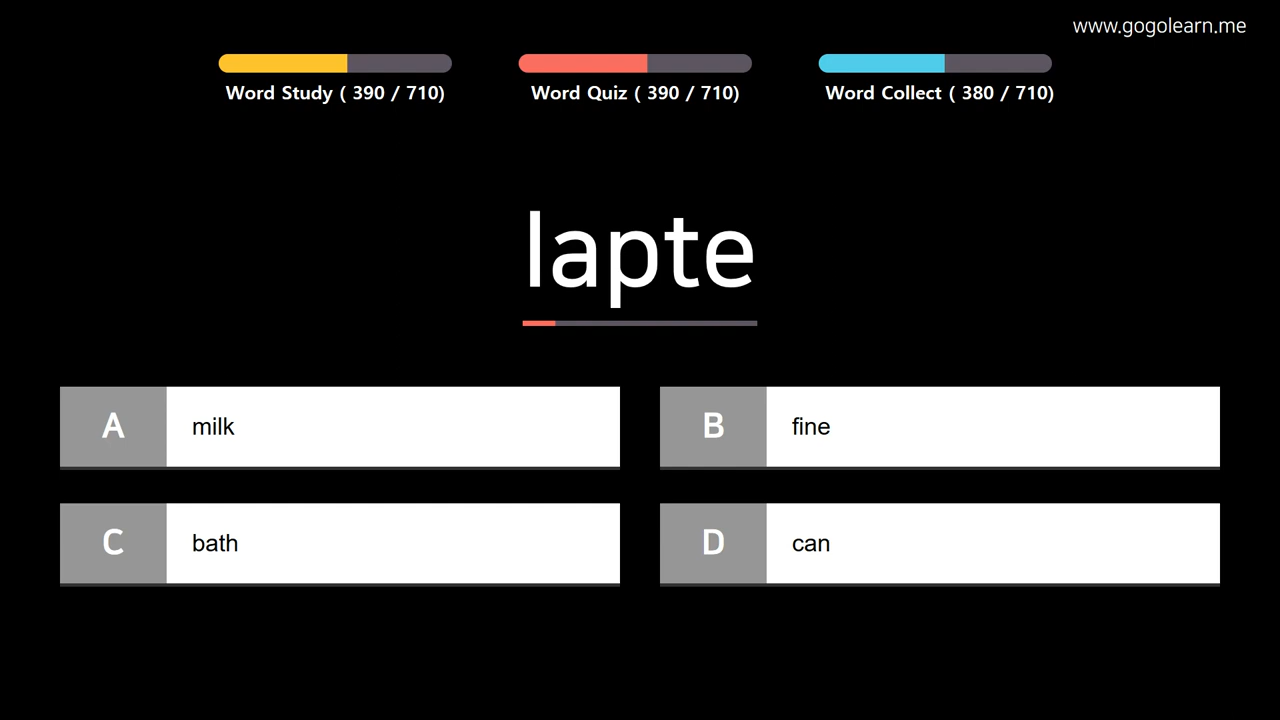 www.gogolearn.me
Word Study ( 390 / 710)
Word Quiz ( 390 / 710)
Word Collect ( 380 / 710)
lapte
A milk
B fine
C bath
D can